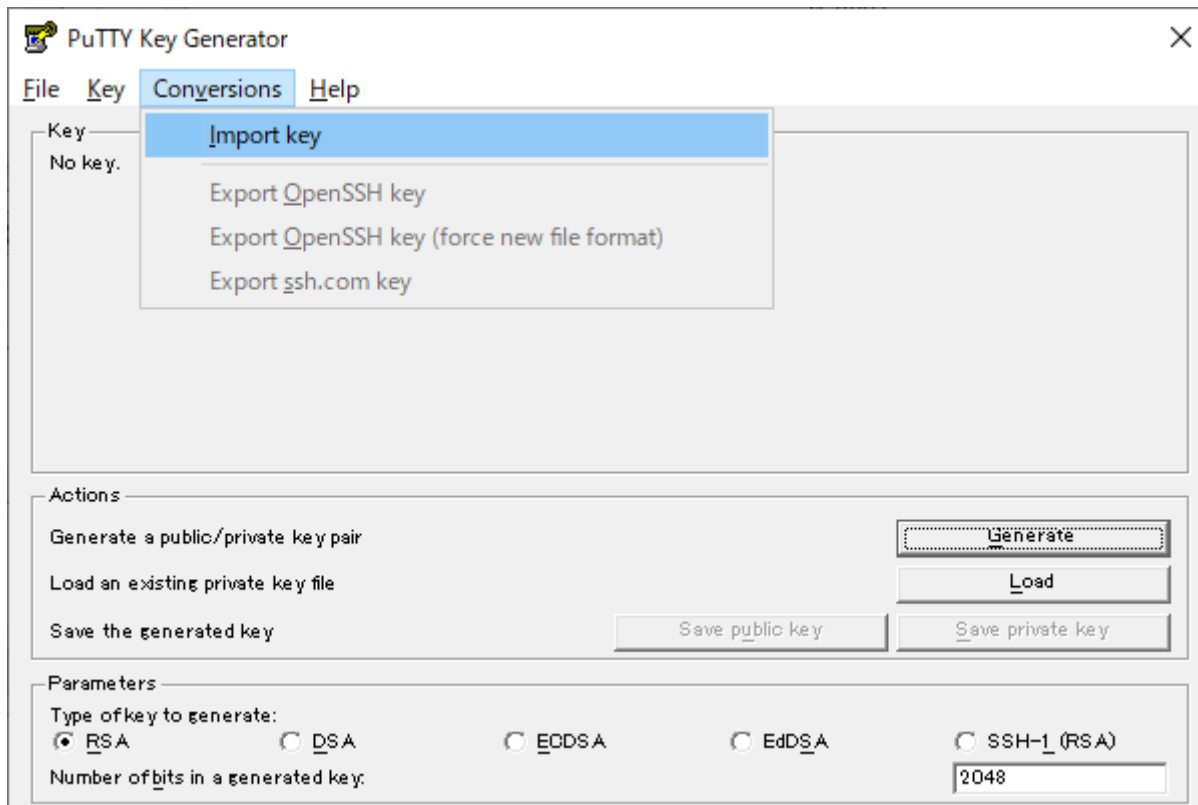 PuTTY Key Generator
File Key Conversions Help
Import key
Export OpenSSH key
Export OpenSSH key (force new file format)
Export ssh.com key
Key
No key.
Actions
Generate a public/private key pair
Generate
Load an existing private key file
Load
Save the generated key
Save public key
Save private key
Parameters
Type of key to generate:
RSA DSA ECDSA EdDSA SSH-1 (RSA)
Number of bits in a generated key:
2048